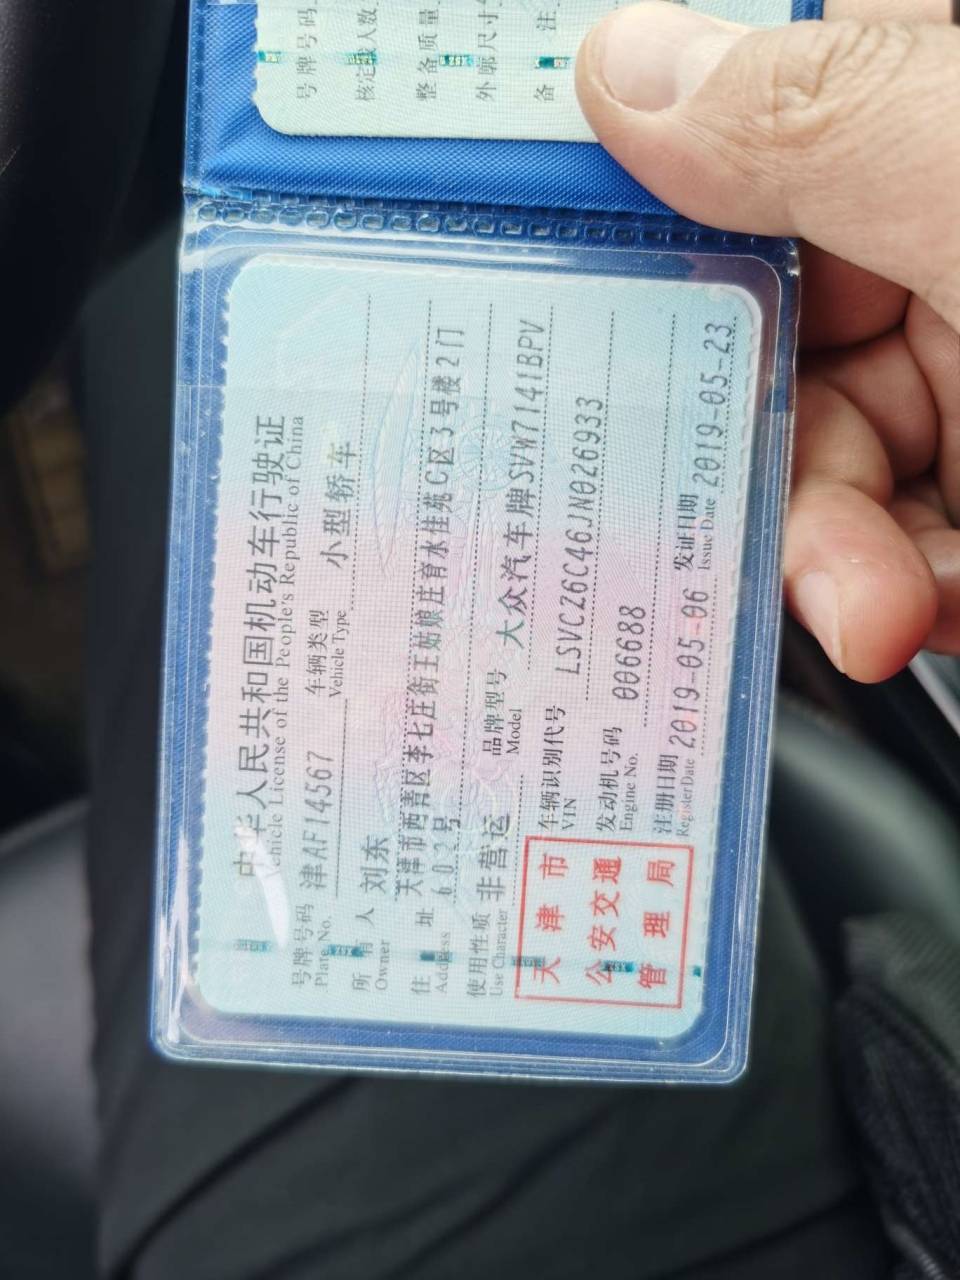 中华人民共和国机动车行驶证
Vehicle License of the People's Republic of China
号牌号码 津AF14567 车辆类型 小型轿车
Plate No. Vehicle Type
所有人 刘东
Owner
住址 天津市西青区李七庄街王姑娘庄育水佳苑C区3号楼2门
Address 602号
使用性质 非营运 品牌型号 大众汽车牌SVW7141BPV
Use Character Model
车辆识别代号 LSVCZ6C46JN026933
VIN
发动机号码 006688
Engine No.
注册日期 2019-05-06 发证日期 2019-05-23
Register Date Issue Date
天津市
公安交通
管理局
号牌号码
核定载人数
整备质量
外廓尺寸
备注